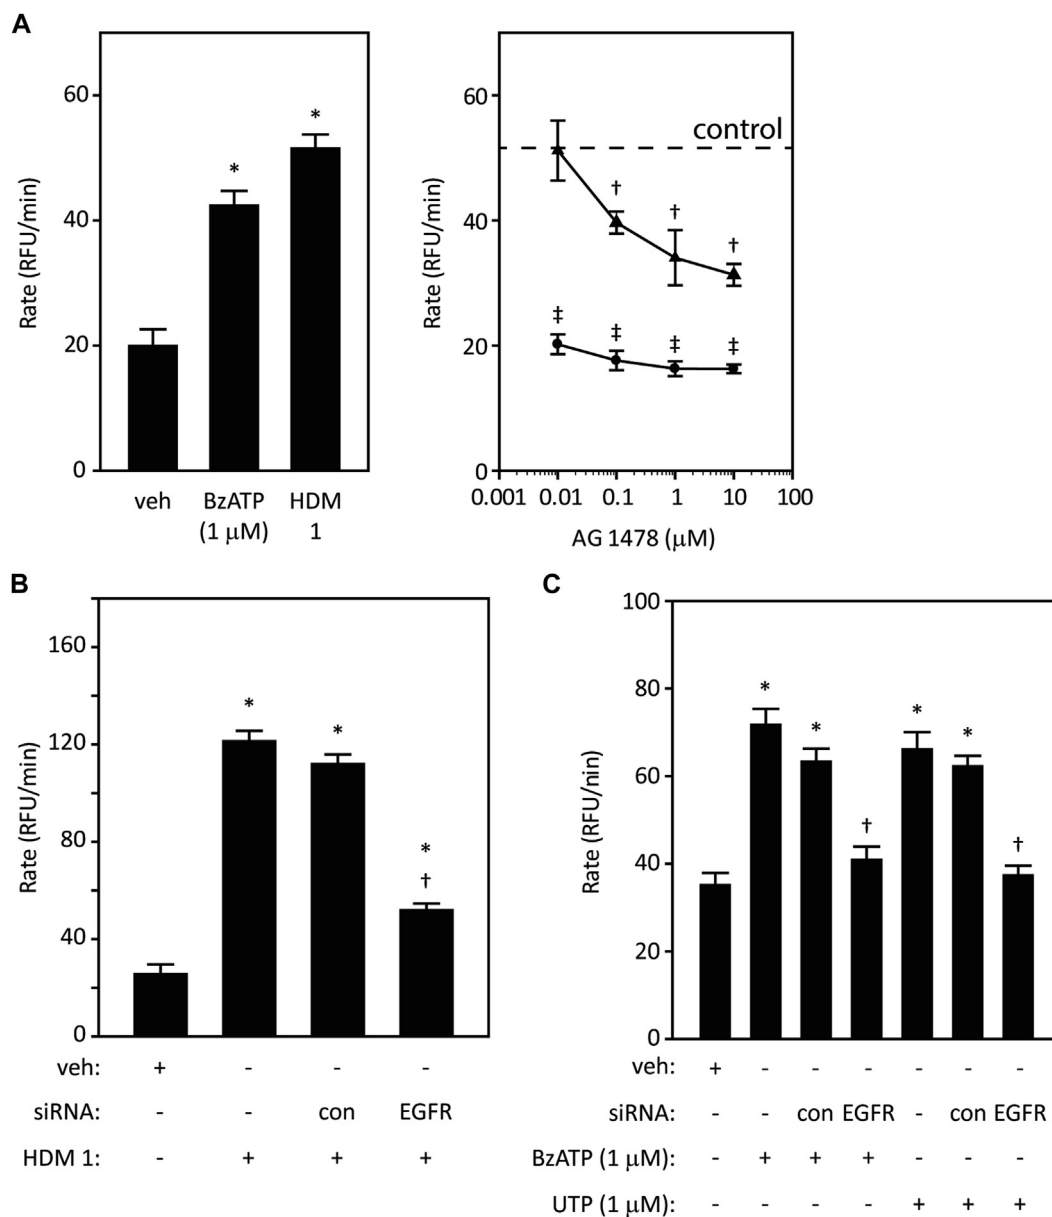 A
60
40
20
0
Rate (RFU/min)
*
*
veh
BzATP
(1 μM)
HDM
1
60
40
20
0
Rate (RFU/min)
control
†
†
†
‡
‡
‡
‡
0.001 0.01 0.1 1 10 100
AG 1478 (μM)
B
160
120
80
40
0
Rate (RFU/min)
*
*
*
†
veh: + - - -
siRNA: - - con EGFR
HDM 1: - + + +
C
100
80
60
40
20
0
Rate (RFU/nin)
*
*
†
*
*
†
veh: + - - - - - -
siRNA: - - con EGFR - con EGFR
BzATP (1 μM): - + + + - - -
UTP (1 μM): - - - - + + +